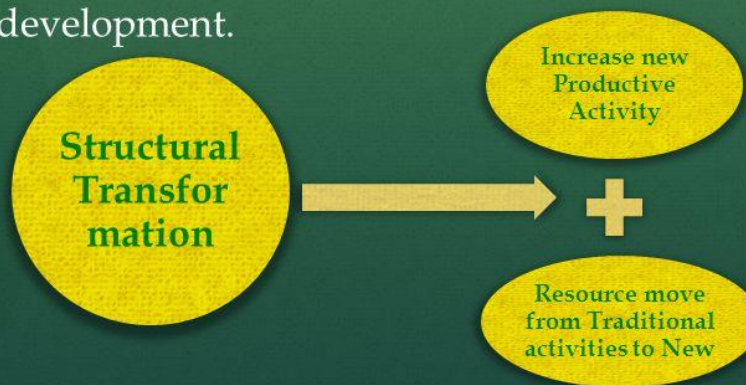 development.
Structural
Transfor
mation
Increase new
Productive
Activity
Resource move
from Traditional
activities to New